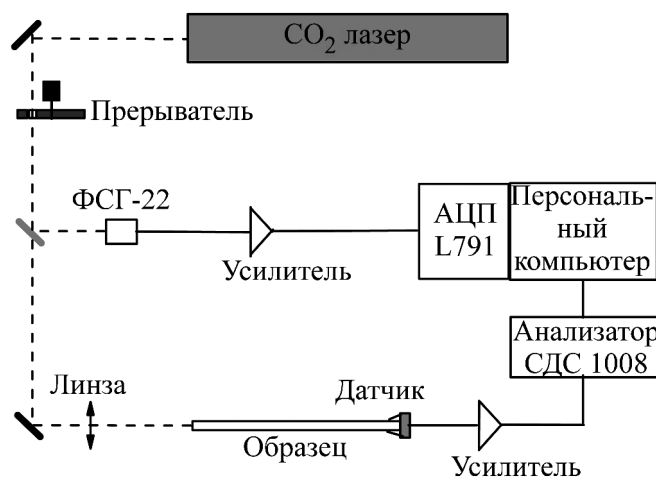 CO₂ лазер
Прерыватель
ФСГ-22
Усилитель
АЦП
L791
Персональ-
ный
компьютер
Анализатор
СДС 1008
Линза
Датчик
Образец
Усилитель